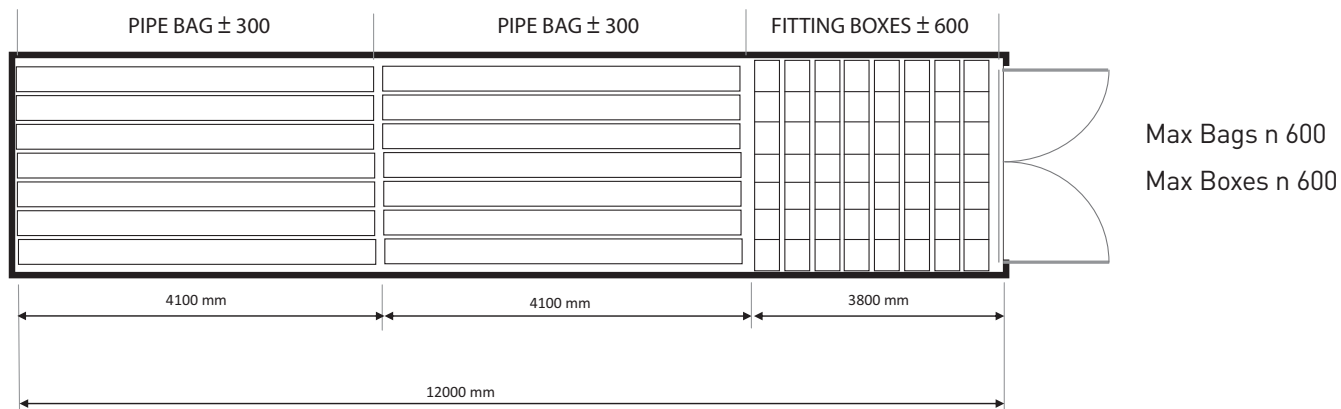 PIPE BAG ± 300
PIPE BAG ± 300
FITTING BOXES ± 600
Max Bags n 600
Max Boxes n 600
4100 mm
4100 mm
3800 mm
12000 mm